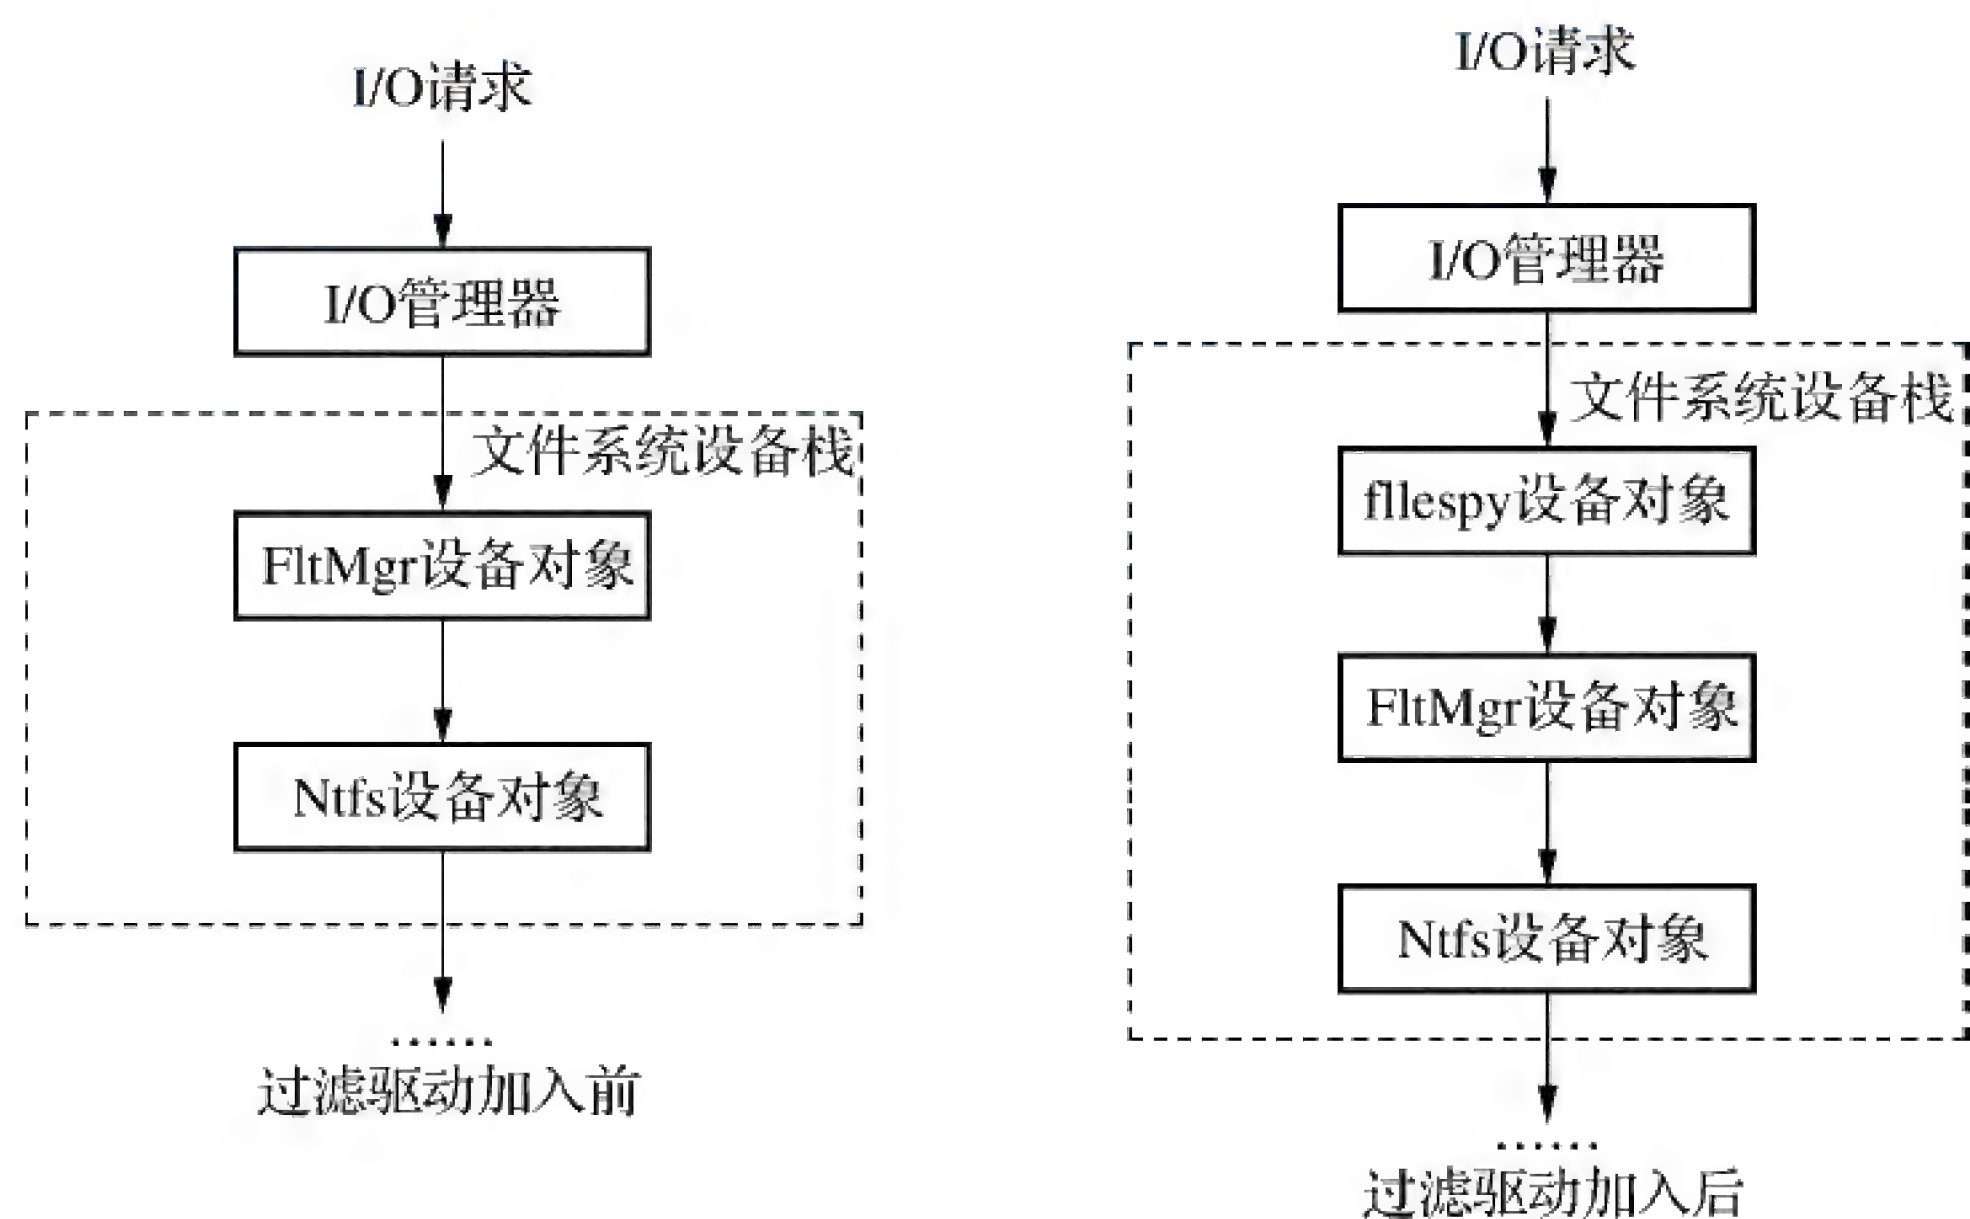 I/O请求
I/O管理器
文件系统设备栈
FltMgr设备对象
Ntfs设备对象
......
过滤驱动加入前
I/O请求
I/O管理器
文件系统设备栈
fllespy设备对象
FltMgr设备对象
Ntfs设备对象
......
过滤驱动加入后